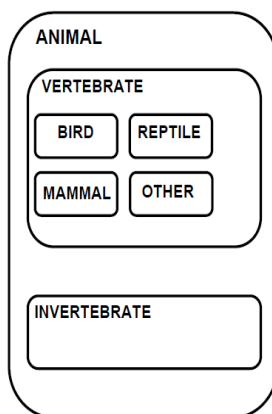 ANIMAL
VERTEBRATE
BIRD REPTILE
MAMMAL OTHER
INVERTEBRATE